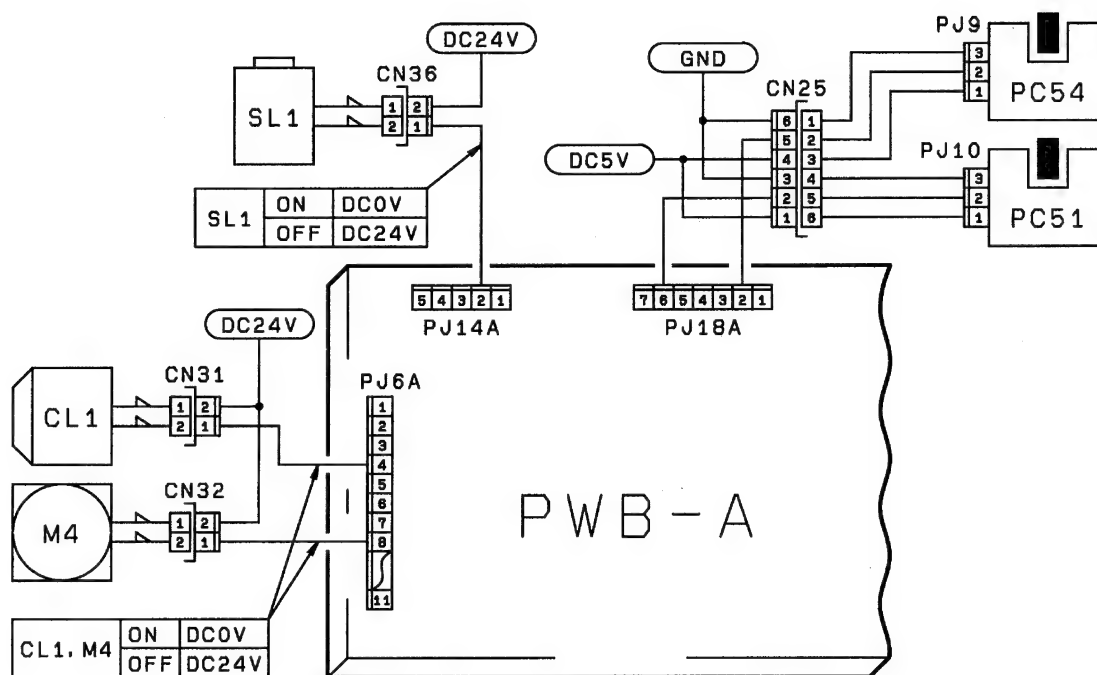 DC24V
PJ9
GND
CN36
CN25
3
2
1
PC54
SL1
1 2
2 1
6 1
5 2
4 3
3 4
2 5
1 6
DC5V
PJ10
3
2
1
PC51
SL1 ON DC0V
OFF DC24V
5 4 3 2 1
PJ14A
7 6 5 4 3 2 1
PJ18A
DC24V
CN31
PJ6A
CL1
1 2
2 1
1
2
3
4
5
6
7
8
11
CN32
M4
1 2
2 1
PWB-A
CL1, M4 ON DC0V
OFF DC24V